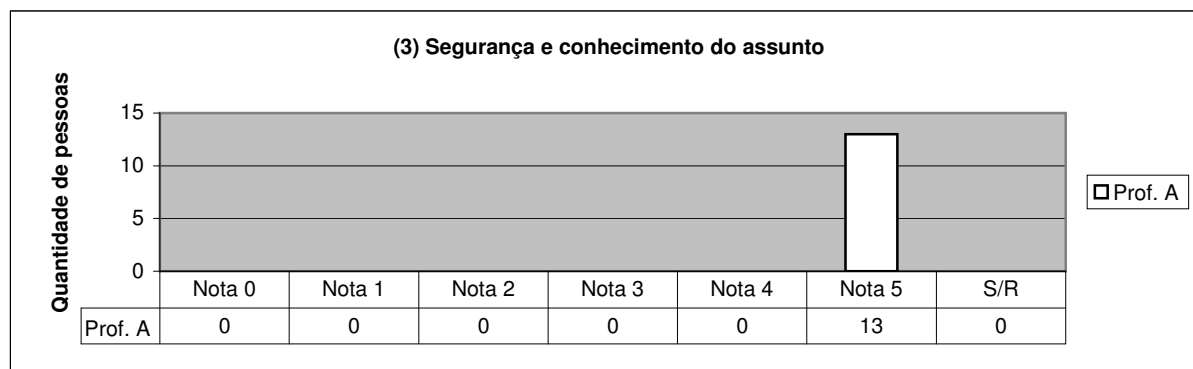 (3) Segurança e conhecimento do assunto
Quantidade de pessoas
15
10
5
0
Nota 0 Nota 1 Nota 2 Nota 3 Nota 4 Nota 5 S/R
Prof. A 0 0 0 0 0 13 0
Prof. A